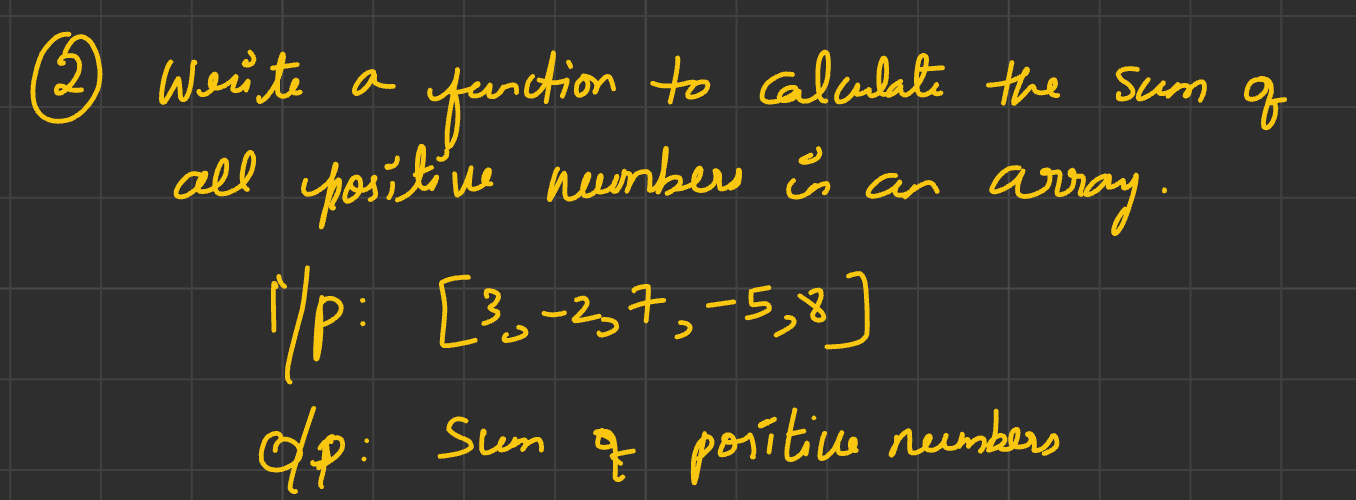 ② Write a function to calculate the sum of
all positive numbers in an array.
I/p: [3, -2, 7, -5, 8]
O/p: Sum of positive numbers